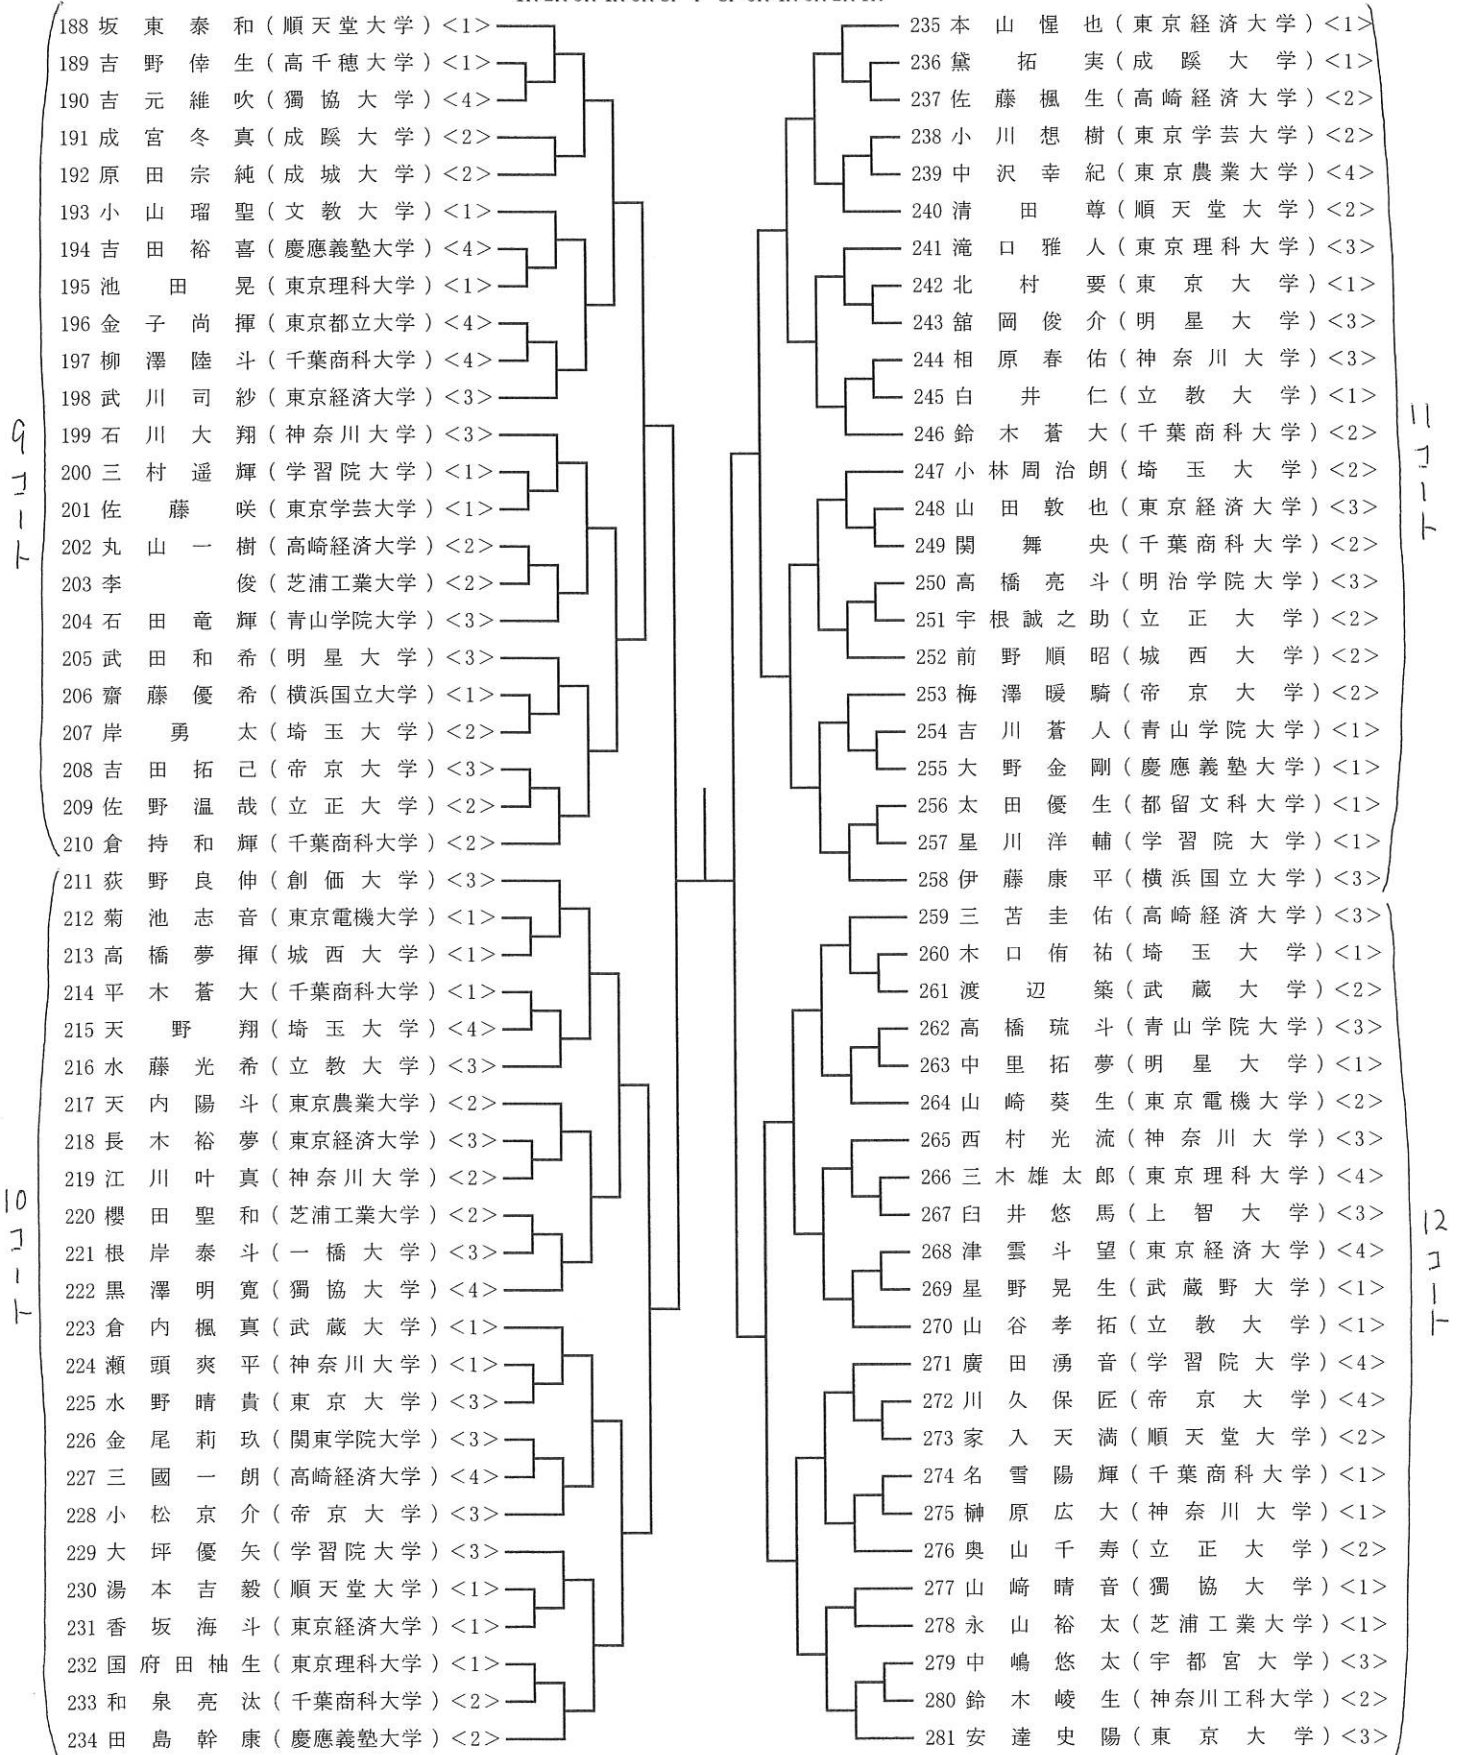 188 坂東泰和(順天堂大学)<1>
189 吉野倖生(高千穂大学)<1>
190 吉元維吹(獨協大学)<4>
191 成宮冬真(成蹊大学)<2>
192 原田宗純(成城大学)<2>
193 小山瑠聖(文教大学)<1>
194 吉田裕喜(慶應義塾大学)<4>
195 池田晃(東京理科大学)<1>
196 金子尚揮(東京都立大学)<4>
197 柳澤陸斗(千葉商科大学)<4>
198 武川司紗(東京経済大学)<3>
199 石川大翔(神奈川大学)<3>
200 三村遥輝(学習院大学)<1>
201 佐藤咲(東京学芸大学)<1>
202 丸山一樹(高崎経済大学)<2>
203 李俊(芝浦工業大学)<2>
204 石田竜輝(青山学院大学)<3>
205 武田和希(明星大学)<3>
206 齋藤優希(横浜国立大学)<1>
207 岸勇太(埼玉大学)<2>
208 吉田拓己(帝京大学)<3>
209 佐野温哉(立正大学)<2>
210 倉持和輝(千葉商科大学)<2>
9コート
211 荻野良伸(創価大学)<3>
212 菊池志音(東京電機大学)<1>
213 高橋夢揮(城西大学)<1>
214 平木蒼大(千葉商科大学)<1>
215 天野翔(埼玉大学)<4>
216 水藤光希(立教大学)<3>
217 天内陽斗(東京農業大学)<2>
218 長木裕夢(東京経済大学)<3>
219 江川叶真(神奈川大学)<2>
220 櫻田聖和(芝浦工業大学)<2>
221 根岸泰斗(一橋大学)<3>
222 黒澤明寛(獨協大学)<4>
223 倉内楓真(武蔵大学)<1>
224 瀬頭爽平(神奈川大学)<1>
225 水野晴貴(東京大学)<3>
226 金尾莉玖(関東学院大学)<3>
227 三國一朗(高崎経済大学)<4>
228 小松京介(帝京大学)<3>
229 大坪優矢(学習院大学)<3>
230 湯本吉毅(順天堂大学)<1>
231 香坂海斗(東京経済大学)<1>
232 国府田柚生(東京理科大学)<1>
233 和泉亮汰(千葉商科大学)<2>
234 田島幹康(慶應義塾大学)<2>
10コート
235 本山惺也(東京経済大学)<1>
236 黛拓実(成蹊大学)<1>
237 佐藤楓生(高崎経済大学)<2>
238 小川想樹(東京学芸大学)<2>
239 中沢幸紀(東京農業大学)<4>
240 清田尊(順天堂大学)<2>
241 滝口雅人(東京理科大学)<3>
242 北村要(東京大学)<1>
243 舘岡俊介(明星大学)<3>
244 相原春佑(神奈川大学)<3>
245 白井仁(立教大学)<1>
246 鈴木蒼大(千葉商科大学)<2>
247 小林周治朗(埼玉大学)<2>
248 山田敦也(東京経済大学)<3>
249 関舞央(千葉商科大学)<2>
250 高橋亮斗(明治学院大学)<3>
251 宇根誠之助(立正大学)<2>
252 前野順昭(城西大学)<2>
253 梅澤暖騎(帝京大学)<2>
254 吉川蒼人(青山学院大学)<1>
255 大野金剛(慶應義塾大学)<1>
256 太田優生(都留文科大学)<1>
257 星川洋輔(学習院大学)<1>
258 伊藤康平(横浜国立大学)<3>
11コート
259 三苫圭佑(高崎経済大学)<3>
260 木口侑祐(埼玉大学)<1>
261 渡辺築(武蔵大学)<2>
262 高橋琉斗(青山学院大学)<3>
263 中里拓夢(明星大学)<1>
264 山崎葵生(東京電機大学)<2>
265 西村光流(神奈川大学)<3>
266 三木雄太郎(東京理科大学)<4>
267 臼井悠馬(上智大学)<3>
268 津雲斗望(東京経済大学)<4>
269 星野晃生(武蔵野大学)<1>
270 山谷孝拓(立教大学)<1>
271 廣田湧音(学習院大学)<4>
272 川久保匠(帝京大学)<4>
273 家入天満(順天堂大学)<2>
274 名雪陽輝(千葉商科大学)<1>
275 榊原広大(神奈川大学)<1>
276 奥山千寿(立正大学)<2>
277 山﨑晴音(獨協大学)<1>
278 永山裕太(芝浦工業大学)<1>
279 中嶋悠太(宇都宮大学)<3>
280 鈴木崚生(神奈川工科大学)<2>
281 安達史陽(東京大学)<3>
12コート